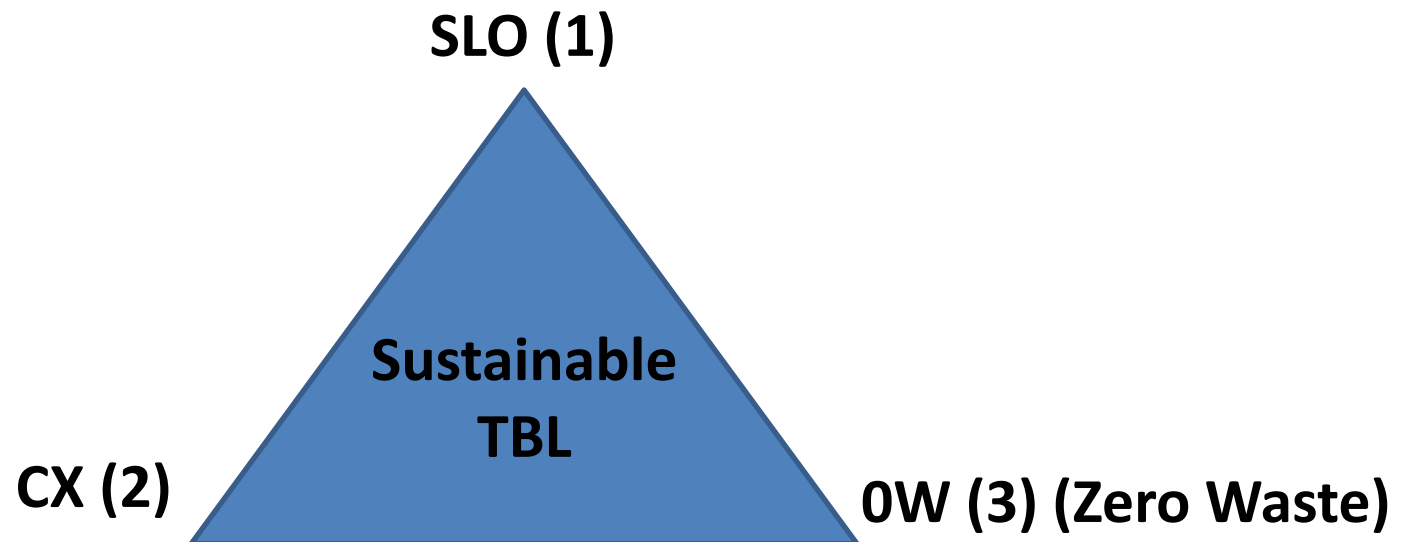 SLO (1)
Sustainable
TBL
CX (2)
0W (3) (Zero Waste)